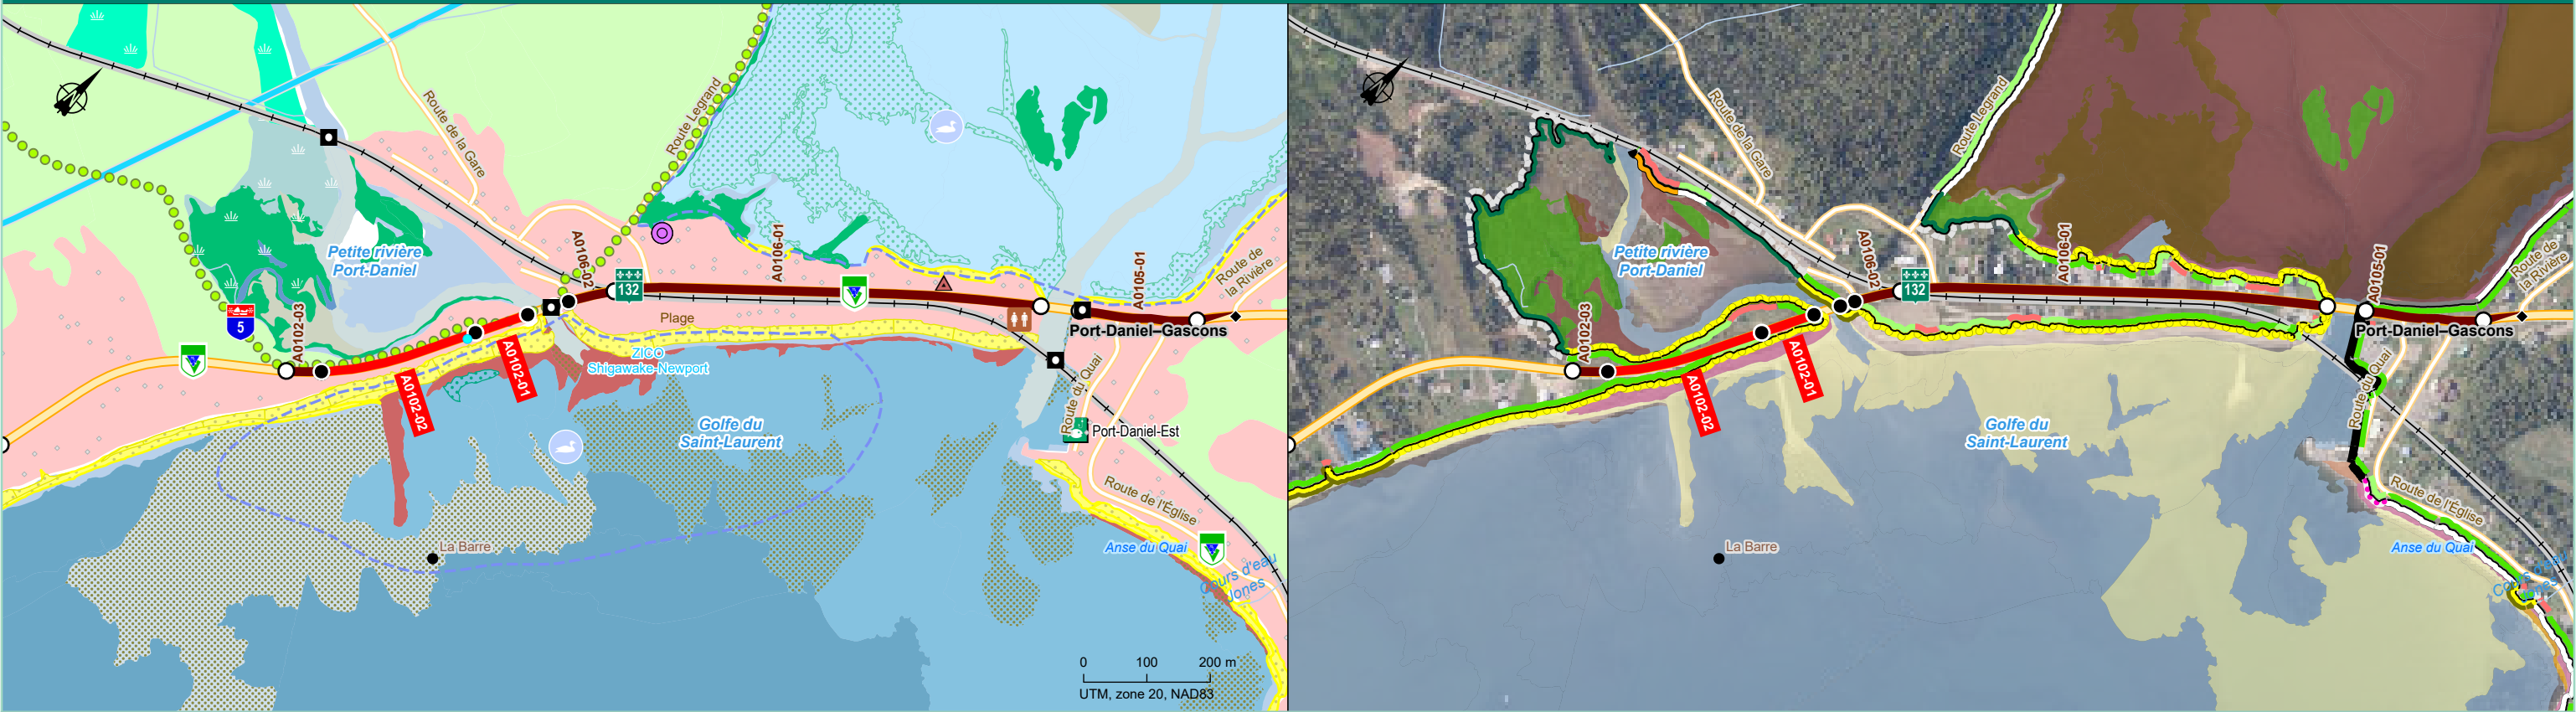 Route de la Gare
Route Legrand
Petite rivière
Port-Daniel
A0106-02
A0106-01
A0105-01
Route de
la Rivière
132
5
A0102-03
Plage
Port-Daniel–Gascons
A0102-02
A0102-01
ZICO
Shigawake-Newport
Golfe du
Saint-Laurent
Route du Quai
Port-Daniel-Est
Route de l'Église
La Barre
Anse du Quai
Cours d'eau
Jones
0 100 200 m
UTM, zone 20, NAD83
Route de la Gare
Route Legrand
Petite rivière
Port-Daniel
A0106-02
A0106-01
A0105-01
Route de
la Rivière
132
A0102-03
Port-Daniel–Gascons
A0102-02
A0102-01
Golfe du
Saint-Laurent
Route du Quai
Route de l'Église
La Barre
Anse du Quai